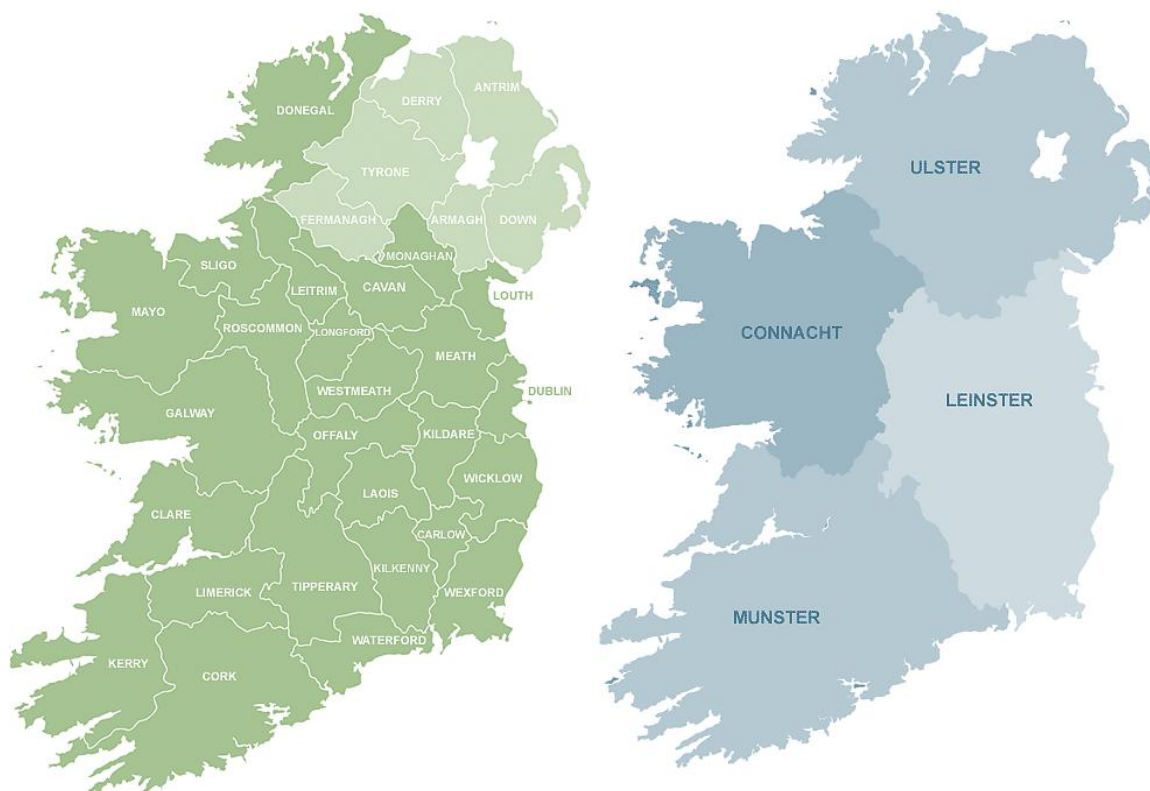 DONEGAL
DERRY
ANTRIM
TYRONE
FERMANAGH
ARMAGH
DOWN
MONAGHAN
SLIGO
LEITRIM
CAVAN
LOUTH
MAYO
ROSCOMMON
LONGFORD
MEATH
WESTMEATH
DUBLIN
GALWAY
OFFALY
KILDARE
LAOIS
WICKLOW
CLARE
CARLOW
KILKENNY
TIPPERARY
LIMERICK
WEXFORD
WATERFORD
KERRY
CORK
ULSTER
CONNACHT
LEINSTER
MUNSTER